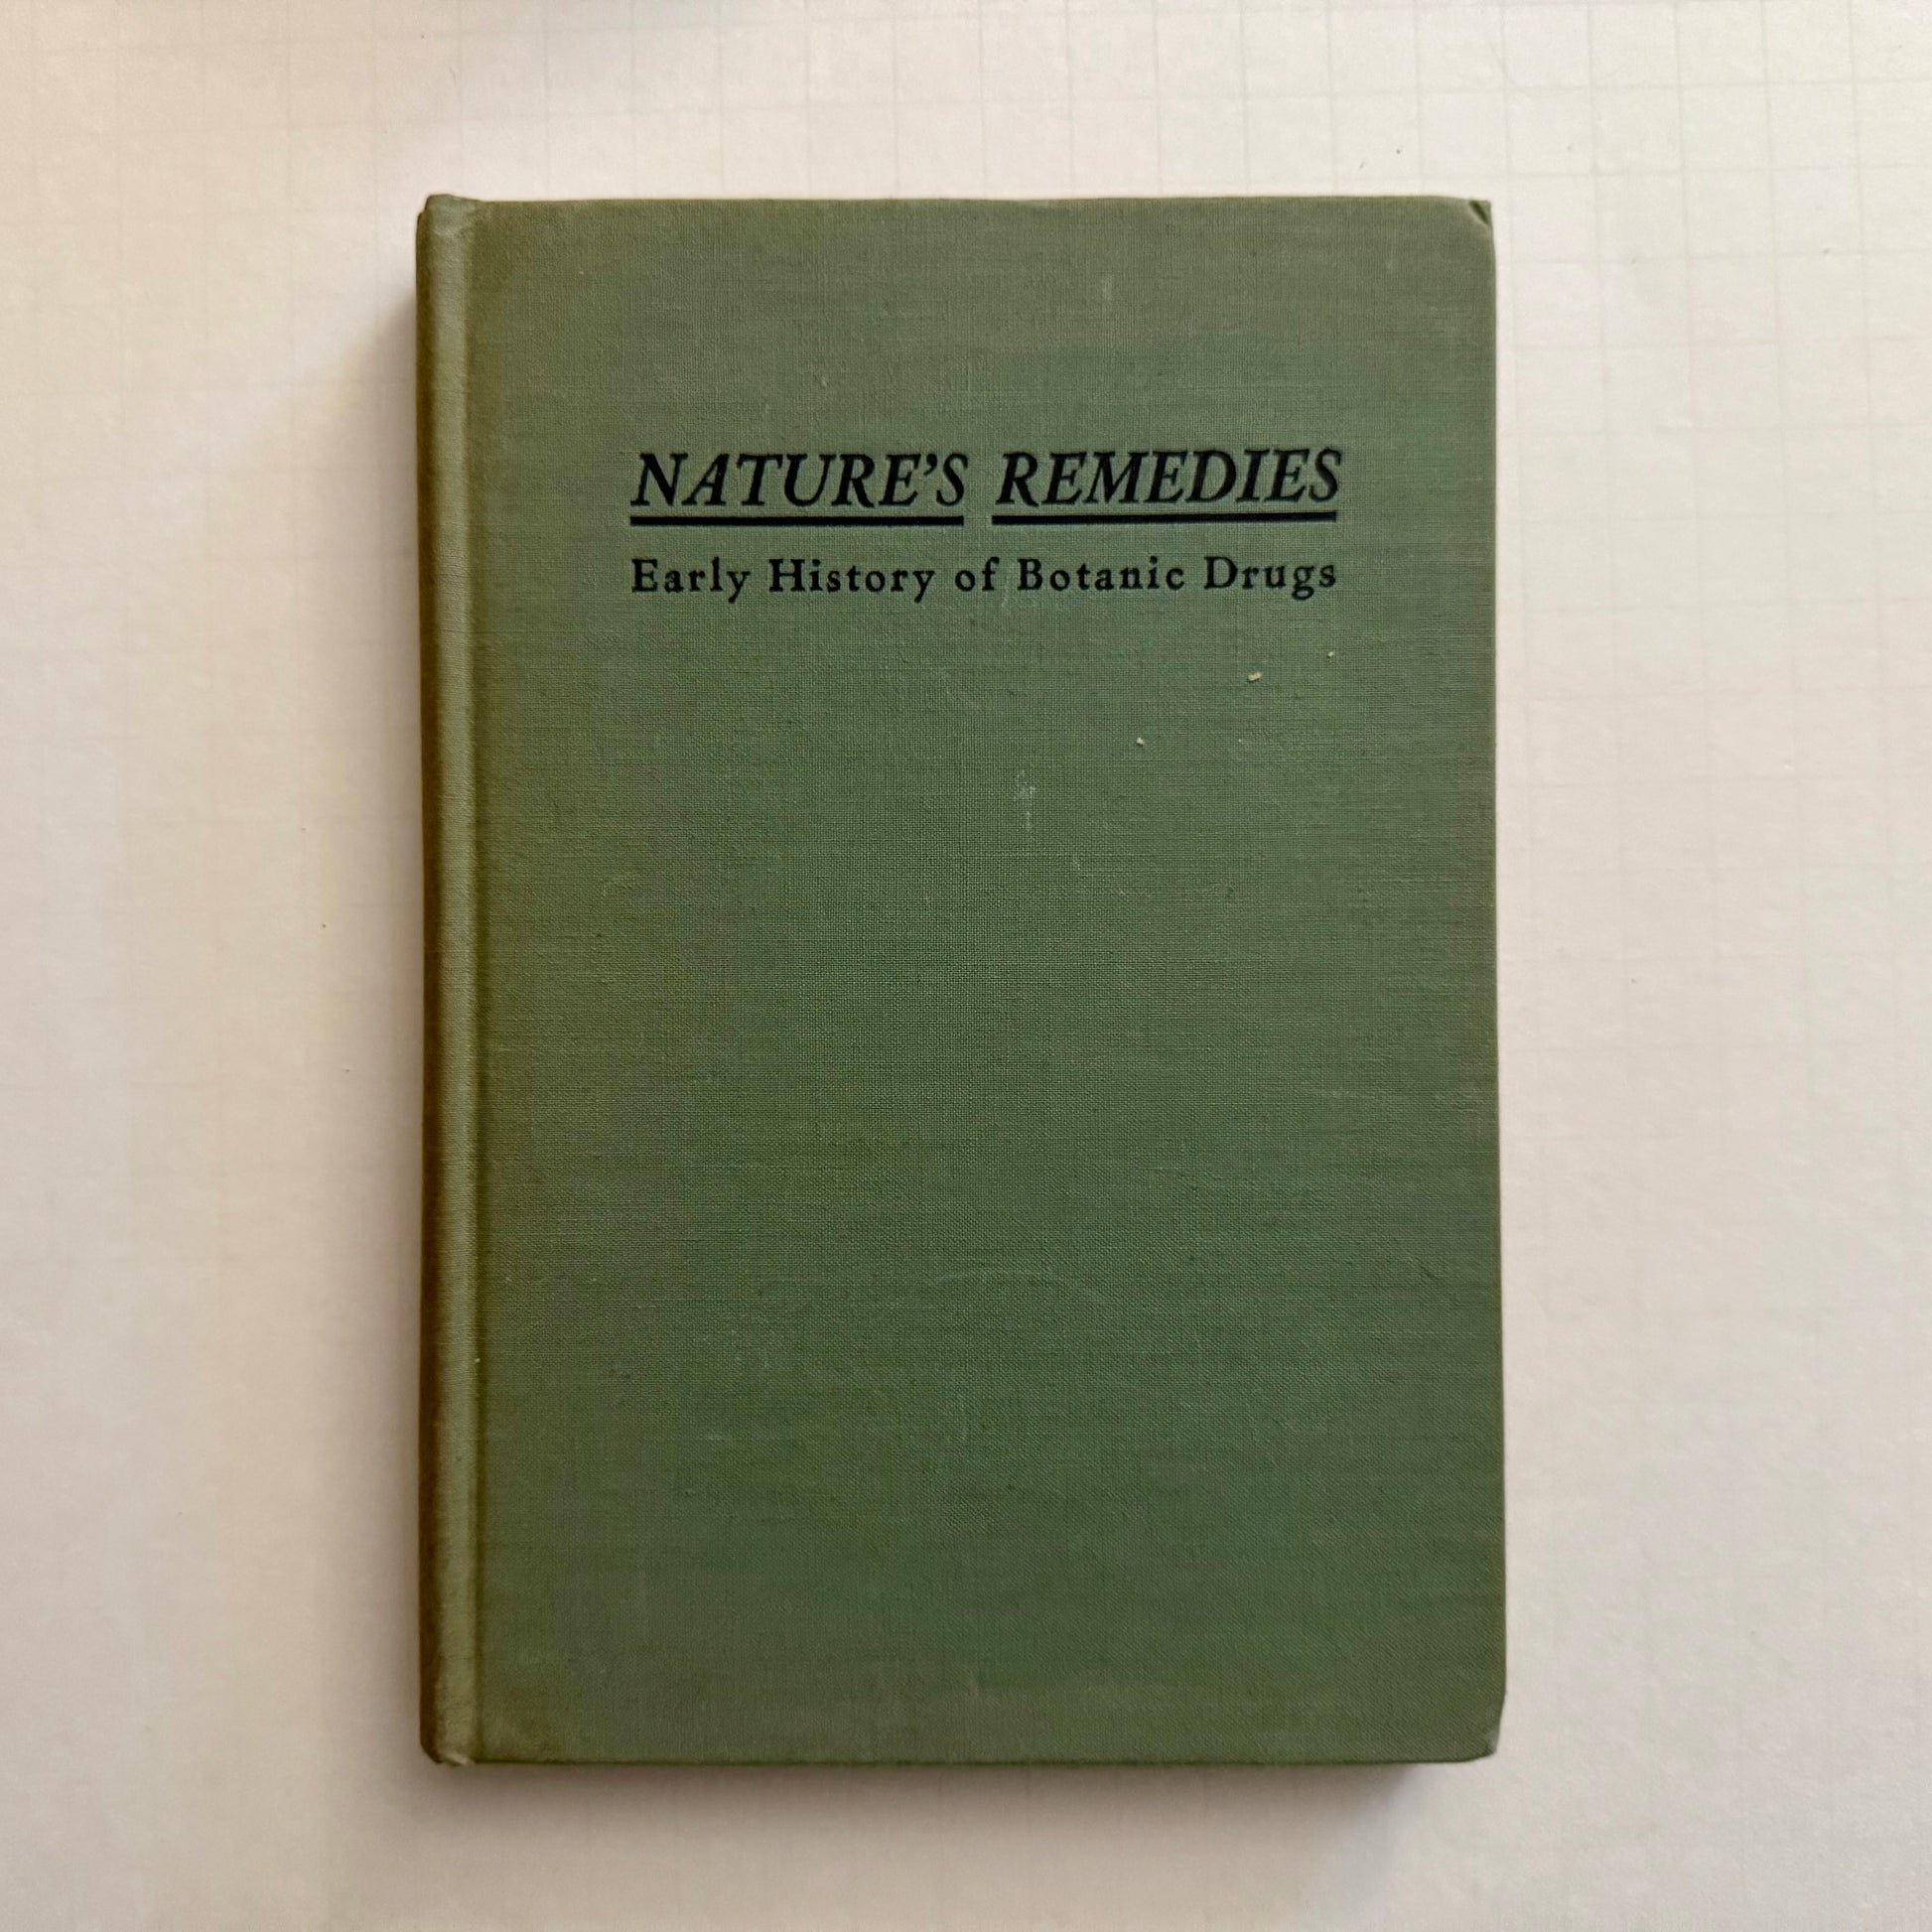 NATURE'S REMEDIES
Early History of Botanic Drugs